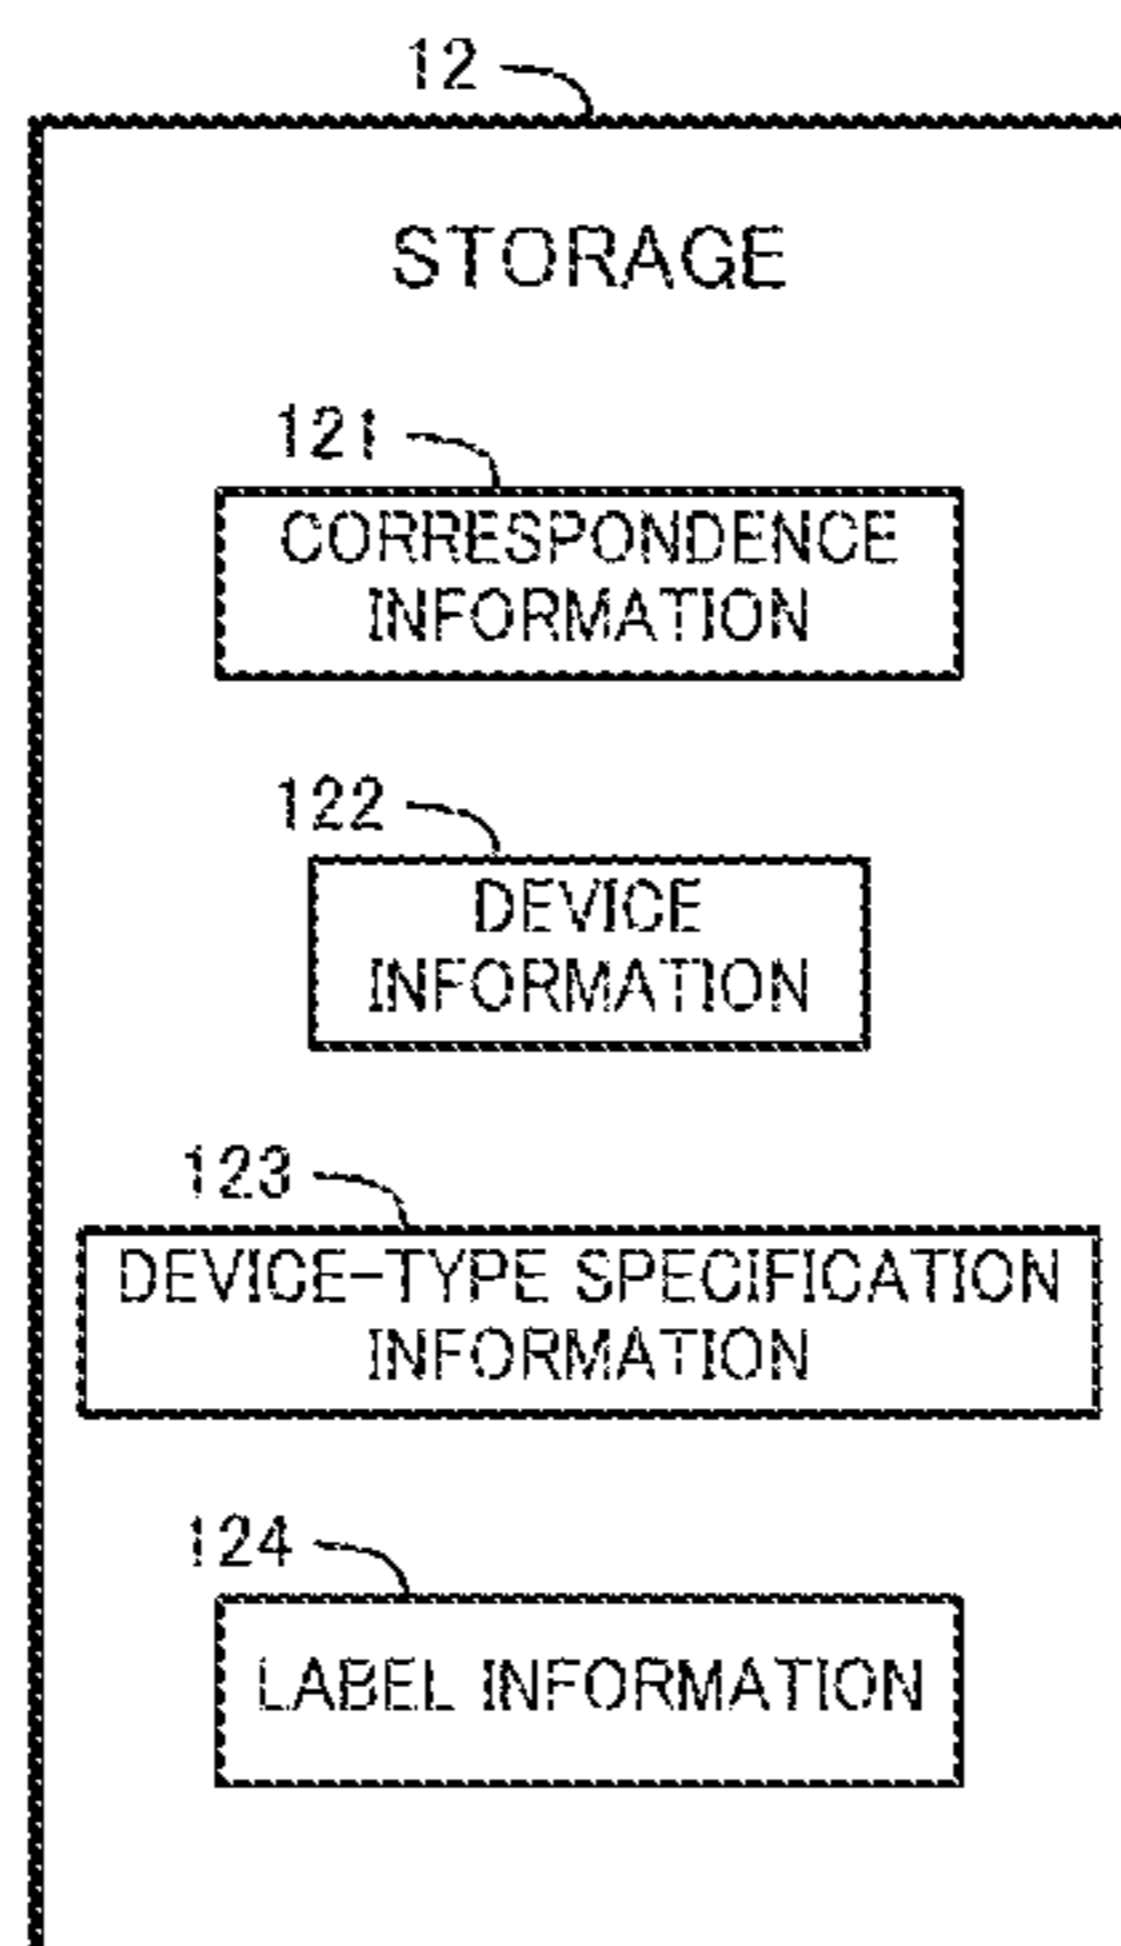 12
STORAGE
121
CORRESPONDENCE
INFORMATION
122
DEVICE
INFORMATION
123
DEVICE-TYPE SPECIFICATION
INFORMATION
124
LABEL INFORMATION